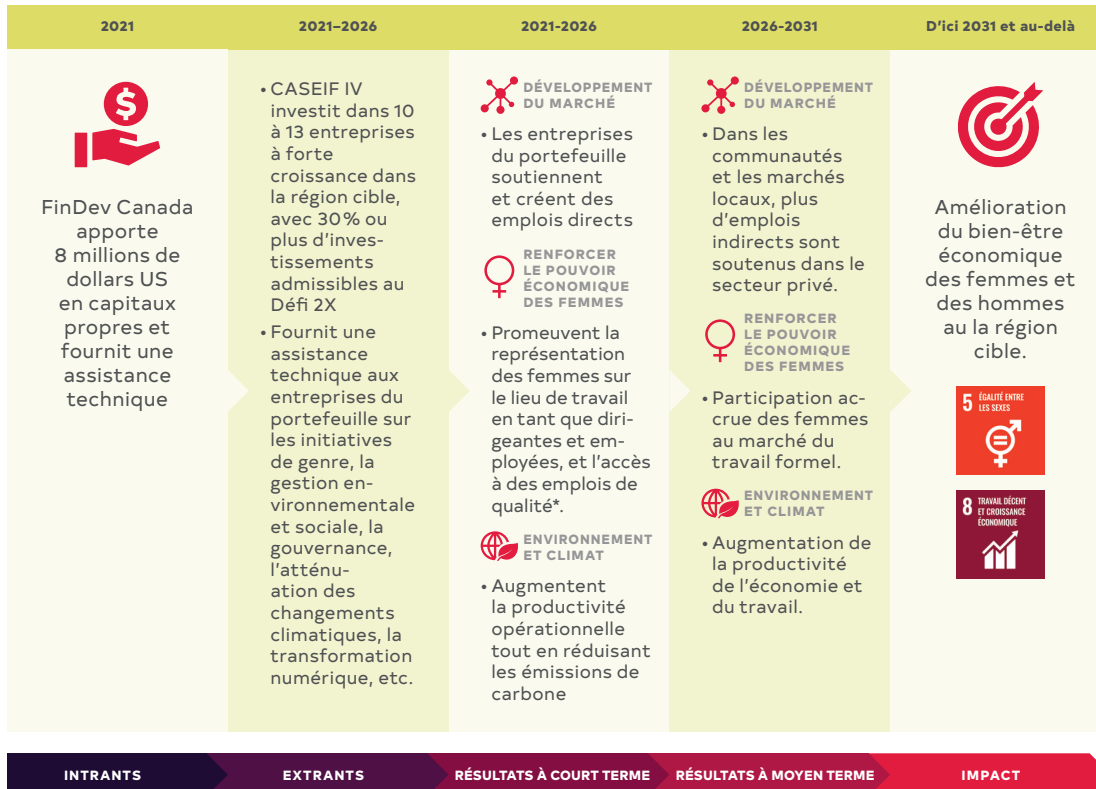 2021
FinDev Canada
apporte
8 millions de
dollars US
en capitaux
propres et
fournit une
assistance
technique
2021–2026
• CASEIF IV
investit dans 10
à 13 entreprises
à forte
croissance dans
la région cible,
avec 30% ou
plus d'inves-
tissements
admissibles au
Défi 2X
• Fournit une
assistance
technique aux
entreprises du
portefeuille sur
les initiatives
de genre, la
gestion en-
vironnementale
et sociale, la
gouvernance,
l'atténu-
ation des
changements
climatiques, la
transformation
numérique, etc.
2021-2026
DÉVELOPPEMENT
DU MARCHÉ
• Les entreprises
du portefeuille
soutiennent
et créent des
emplois directs
RENFORCER
LE POUVOIR
ÉCONOMIQUE
DES FEMMES
• Promeuvent la
représentation
des femmes sur
le lieu de travail
en tant que diri-
geantes et em-
ployées, et l'accès
à des emplois de
qualité*.
ENVIRONNEMENT
ET CLIMAT
• Augmentent
la productivité
opérationnelle
tout en réduisant
les émissions de
carbone
2026-2031
DÉVELOPPEMENT
DU MARCHÉ
• Dans les
communautés
et les marchés
locaux, plus
d'emplois
indirects sont
soutenus dans le
secteur privé.
RENFORCER
LE POUVOIR
ÉCONOMIQUE
DES FEMMES
• Participation ac-
crue des femmes
au marché du
travail formel.
ENVIRONNEMENT
ET CLIMAT
• Augmentation de
la productivité
de l'économie et
du travail.
D'ici 2031 et au-delà
Amélioration
du bien-être
économique
des femmes et
des hommes
au la région
cible.
5 ÉGALITÉ ENTRE
LES SEXES
8 TRAVAIL DÉCENT
ET CROISSANCE
ÉCONOMIQUE
INTRANTS
EXTRANTS
RÉSULTATS À COURT TERME
RÉSULTATS À MOYEN TERME
IMPACT